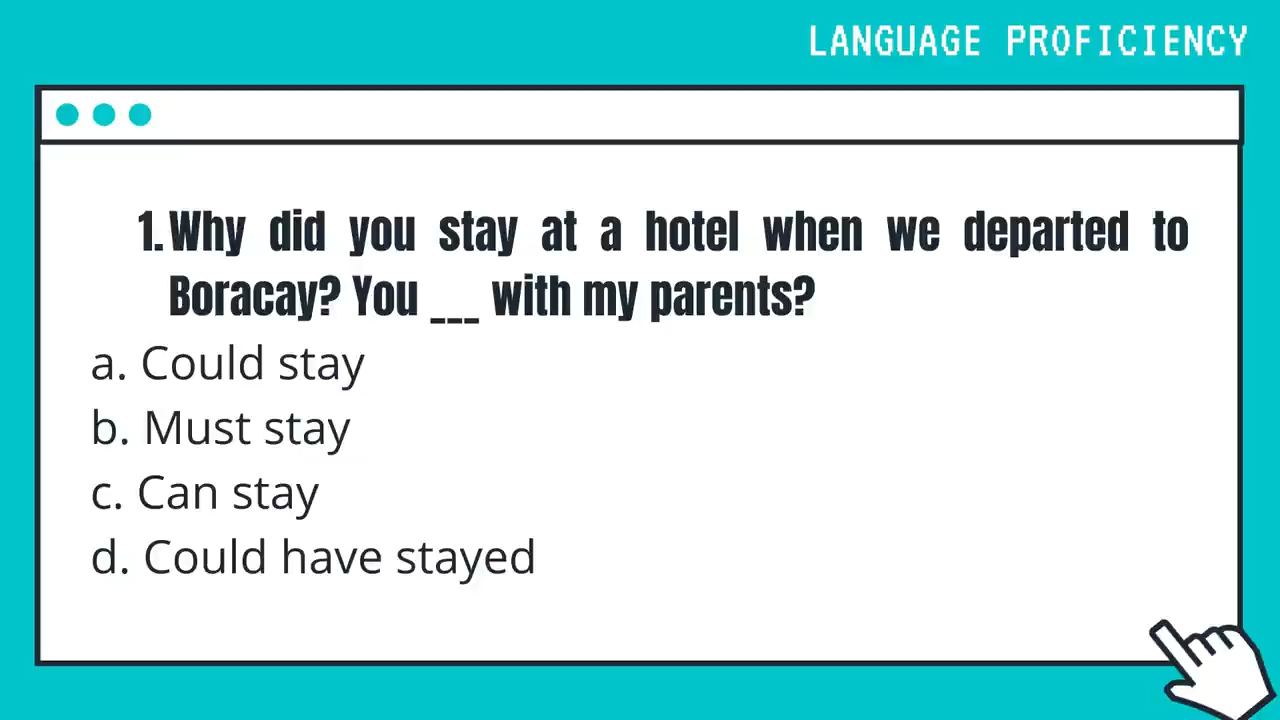 LANGUAGE PROFICIENCY
1. Why did you stay at a hotel when we departed to
Boracay? You ___ with my parents?
a. Could stay
b. Must stay
c. Can stay
d. Could have stayed